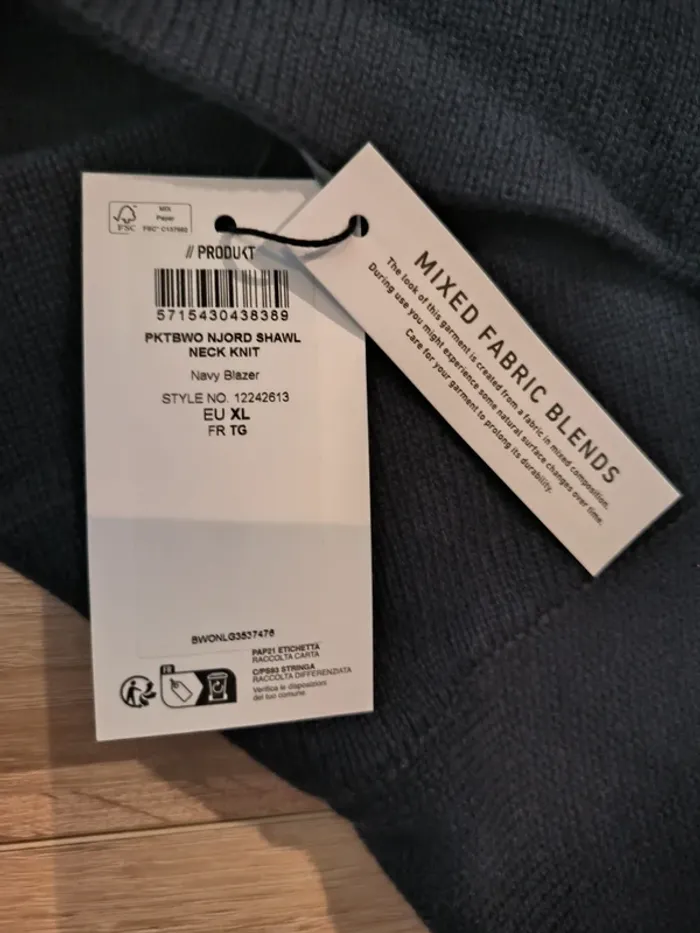 MIX
Paper
FSC
FSC™ C137662
// PRODUKT
5715430438389
PKTBWO NJORD SHAWL
NECK KNIT
Navy Blazer
STYLE NO. 12242613
EU XL
FR TG
BWONLG3537476
FR
PAP21 ETICHETTA
RACCOLTA CARTA
C/PS93 STRINGA
RACCOLTA DIFFERENZIATA
Verifica le disposizioni
del tuo comune.
MIXED FABRIC BLENDS
The look of this garment is created from a fabric in mixed composition.
During use you might experience some natural surface changes over time.
Care for your garment to prolong its durability.